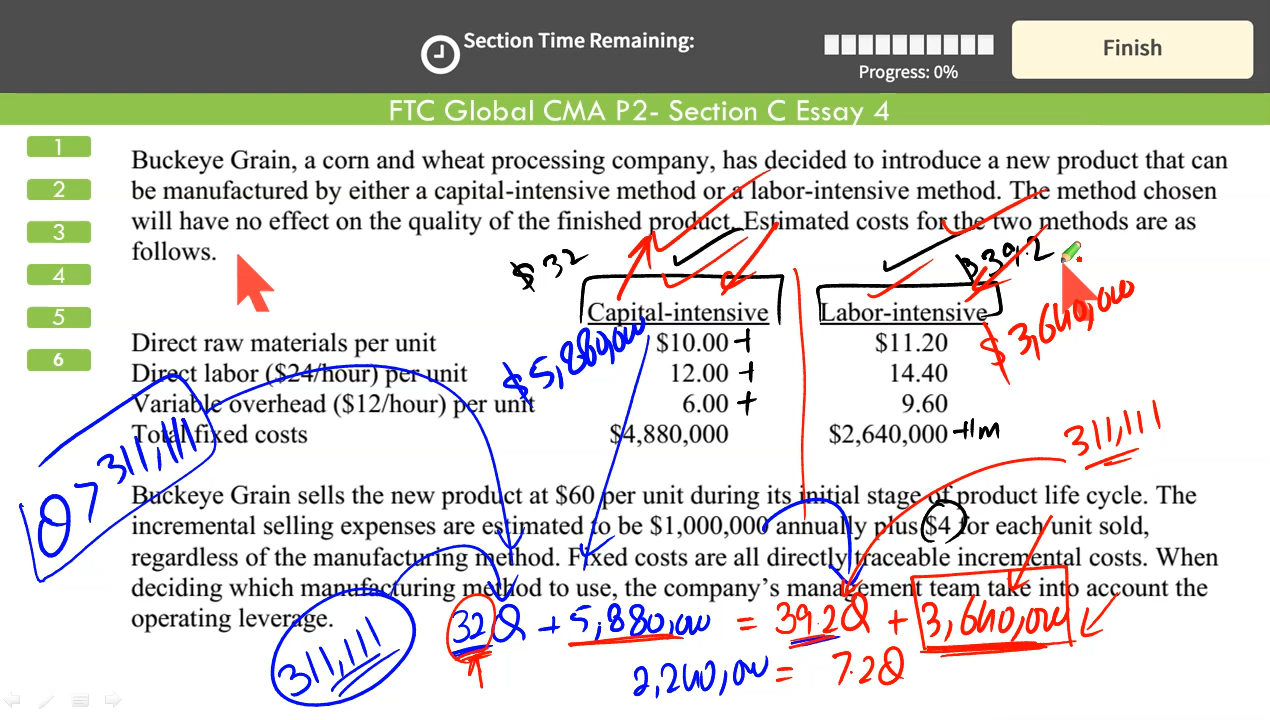 Section Time Remaining:
Progress: 0%
Finish
FTC Global CMA P2- Section C Essay 4
1
2
3
4
5
6
Buckeye Grain, a corn and wheat processing company, has decided to introduce a new product that can
be manufactured by either a capital-intensive method or a labor-intensive method. The method chosen
will have no effect on the quality of the finished product. Estimated costs for the two methods are as
follows.
$32
$39.2
Capital-intensive Labor-intensive
$5,880,000
$3,640,000
Direct raw materials per unit $10.00 + $11.20
Direct labor ($24/hour) per unit 12.00 + 14.40
Variable overhead ($12/hour) per unit 6.00 + 9.60
Total fixed costs $4,880,000 $2,640,000 +1m
311,111
Q > 311,111
Buckeye Grain sells the new product at $60 per unit during its initial stage of product life cycle. The
incremental selling expenses are estimated to be $1,000,000 annually plus $4 for each unit sold,
regardless of the manufacturing method. Fixed costs are all directly traceable incremental costs. When
deciding which manufacturing method to use, the company's management team take into account the
operating leverage.
32Q + 5,880,000 = 39.2Q + 3,640,000
311,111
2,240,000 = 7.2Q